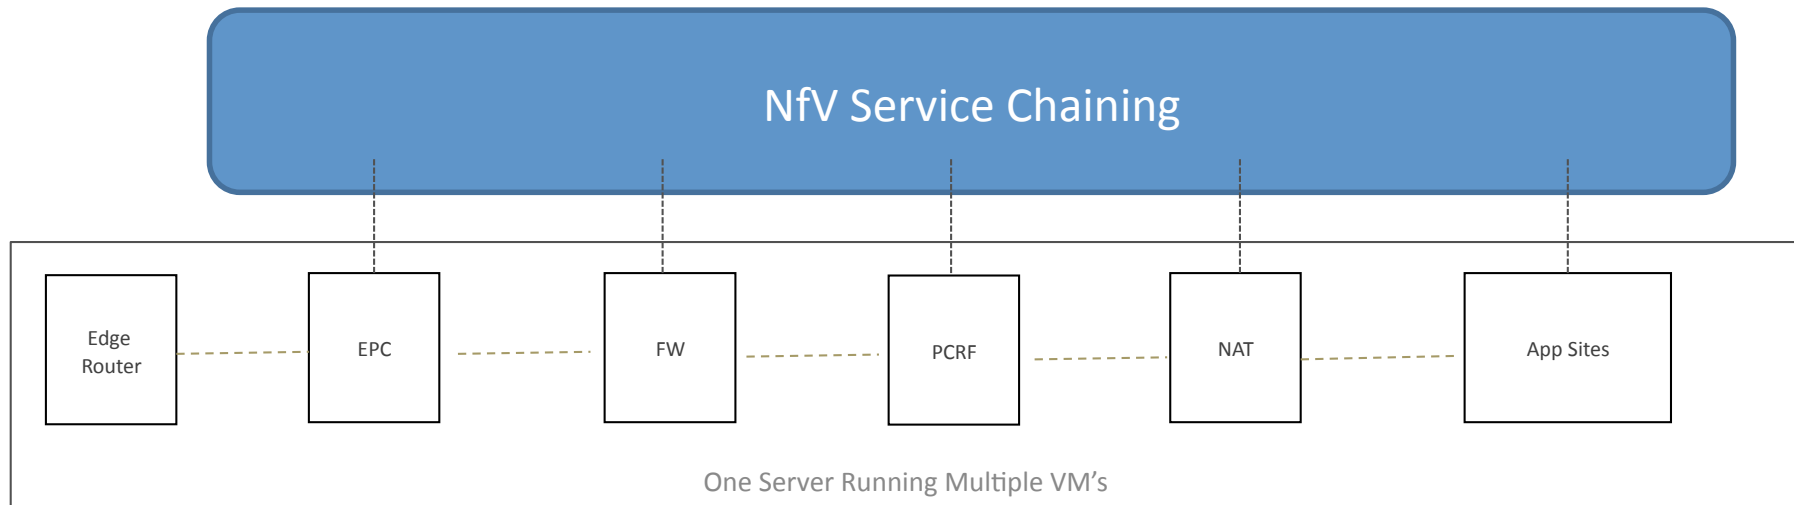 NfV Service Chaining
Edge
Router
EPC
FW
PCRF
NAT
App Sites
One Server Running Multiple VM’s